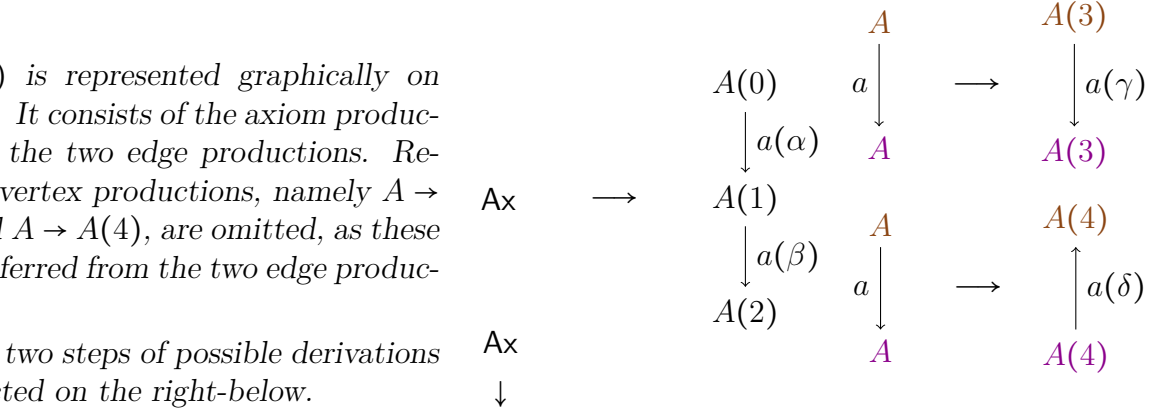 ) is represented graphically on
It consists of the axiom produc-
the two edge productions. Re-
vertex productions, namely A →
A → A(4), are omitted, as these
ferred from the two edge produc-
two steps of possible derivations
cted on the right-below.
Ax →
A(0)
a(α)
A(1)
a(β)
A(2)
A → A(3)
a a(γ)
A A(3)
A A(4)
a → a(δ)
A A(4)
Ax
↓